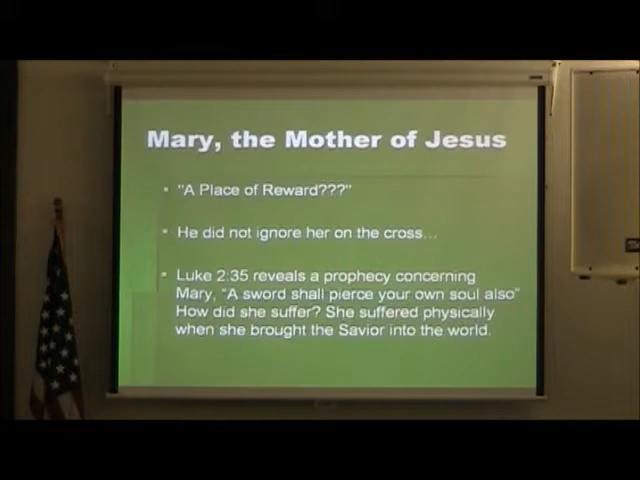 Mary, the Mother of Jesus
▪ "A Place of Reward???"
▪ He did not ignore her on the cross…
▪ Luke 2:35 reveals a prophecy concerning
Mary, "A sword shall pierce your own soul also"
How did she suffer? She suffered physically
when she brought the Savior into the world.